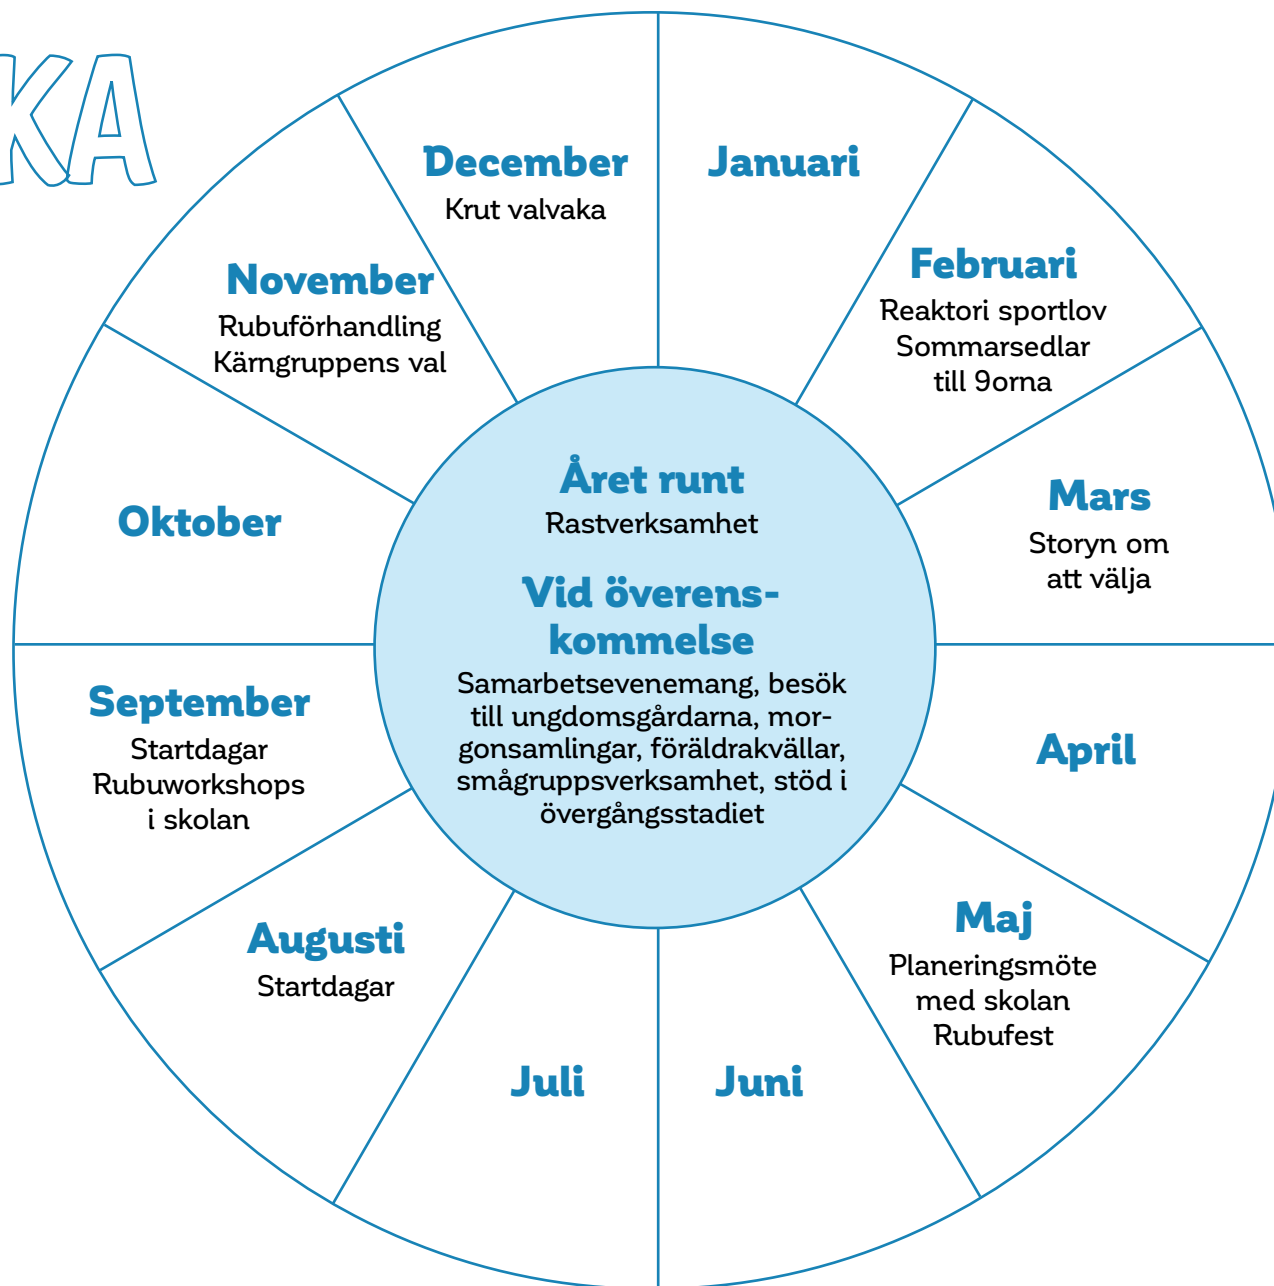 KA
December
Krut valvaka
Januari
Februari
Reaktori sportlov
Sommarsedlar
till 9orna
Mars
Storyn om
att välja
April
Maj
Planeringsmöte
med skolan
Rubufest
Juni
Juli
Augusti
Startdagar
September
Startdagar
Rubuworkshops
i skolan
Oktober
November
Rubuförhandling
Kärngruppens val
Året runt
Rastverksamhet
Vid överens-
kommelse
Samarbetsevenemang, besök
till ungdomsgårdarna, mor-
gonsamlingar, föräldrakvällar,
smågruppsverksamhet, stöd i
övergångsstadiet